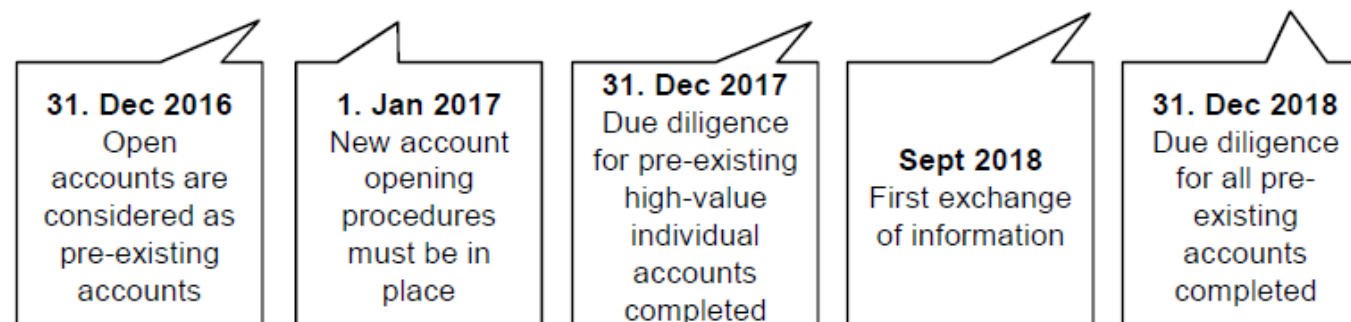 31. Dec 2016
Open
accounts are
considered as
pre-existing
accounts
1. Jan 2017
New account
opening
procedures
must be in
place
31. Dec 2017
Due diligence
for pre-existing
high-value
individual
accounts
completed
Sept 2018
First exchange
of information
31. Dec 2018
Due diligence
for all pre-
existing
accounts
completed